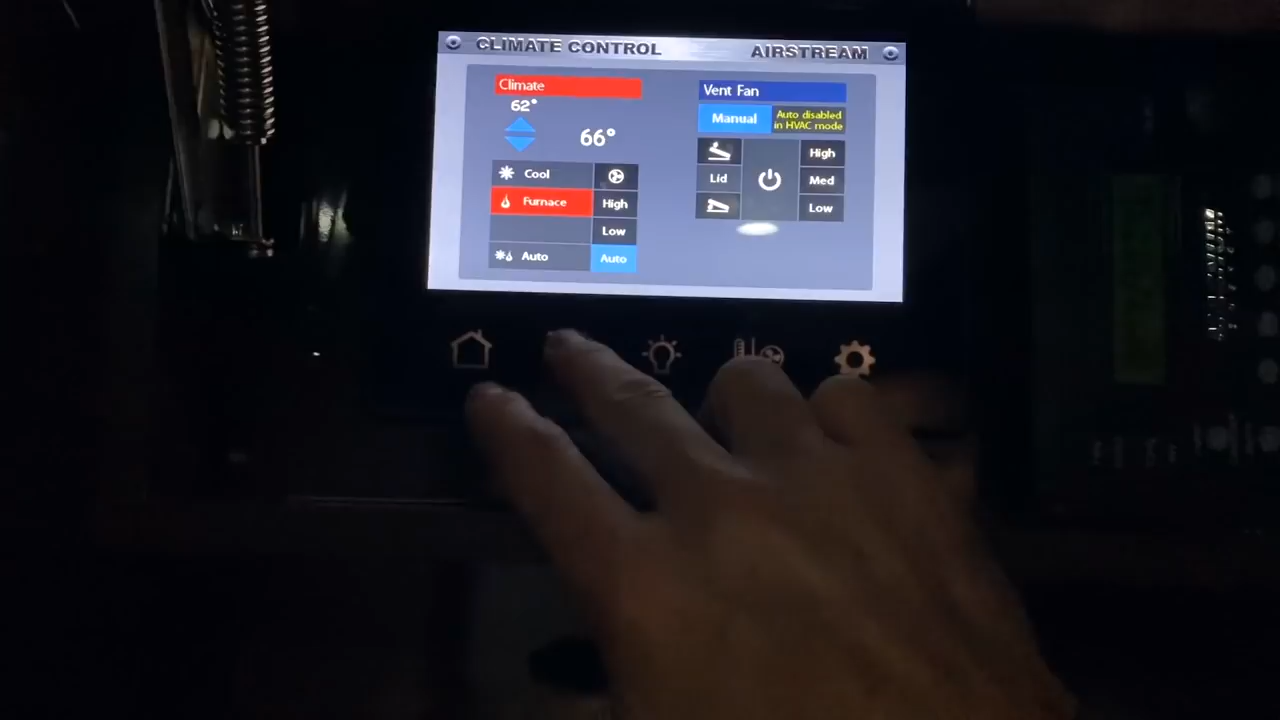 CLIMATE CONTROL
AIRSTREAM
Climate
62°
66°
Cool
Furnace
High
Low
Auto
Auto
Vent Fan
Manual
Auto disabled
in HVAC mode
High
Lid
Med
Low